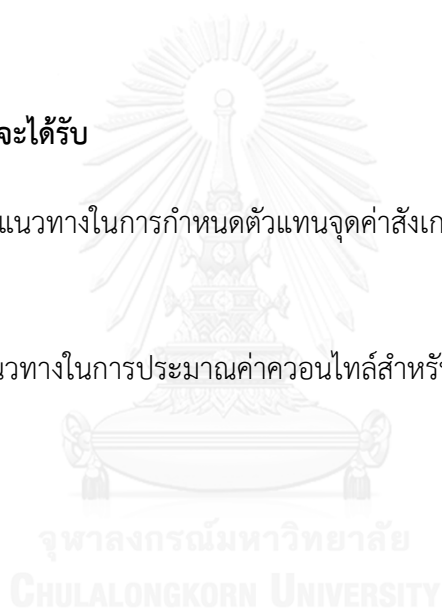 จะได้รับ
แนวทางในการกำหนดตัวแทนจุดค่าสังเก
นวทางในการประมาณค่าควอนไทล์สำหรั
จุฬาลงกรณ์มหาวิทยาลัย
CHULALONGKORN UNIVERSITY